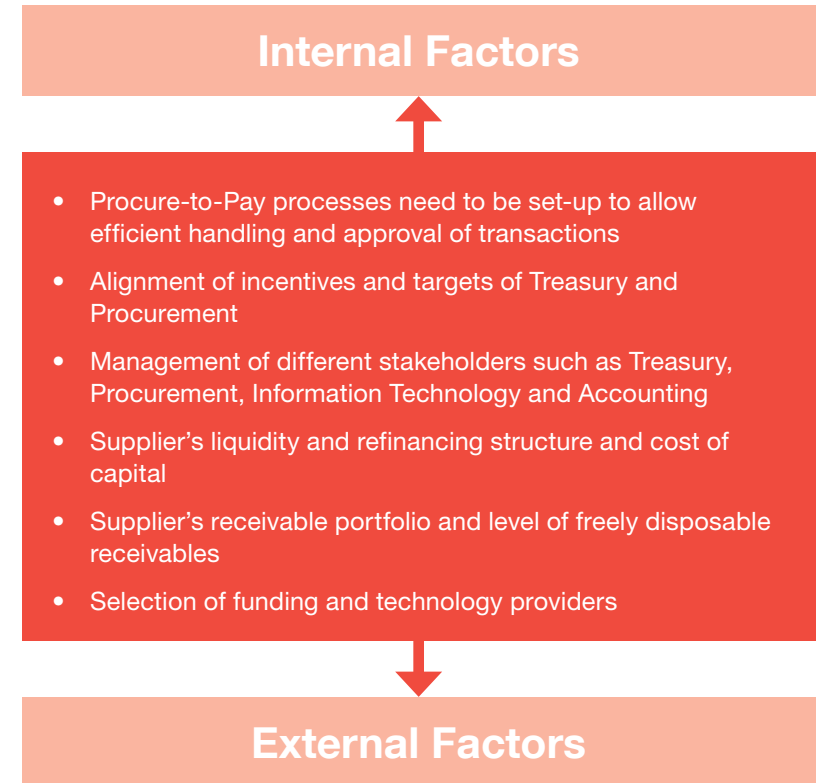 Internal Factors
• Procure-to-Pay processes need to be set-up to allow
efficient handling and approval of transactions
• Alignment of incentives and targets of Treasury and
Procurement
• Management of different stakeholders such as Treasury,
Procurement, Information Technology and Accounting
• Supplier’s liquidity and refinancing structure and cost of
capital
• Supplier’s receivable portfolio and level of freely disposable
receivables
• Selection of funding and technology providers
External Factors